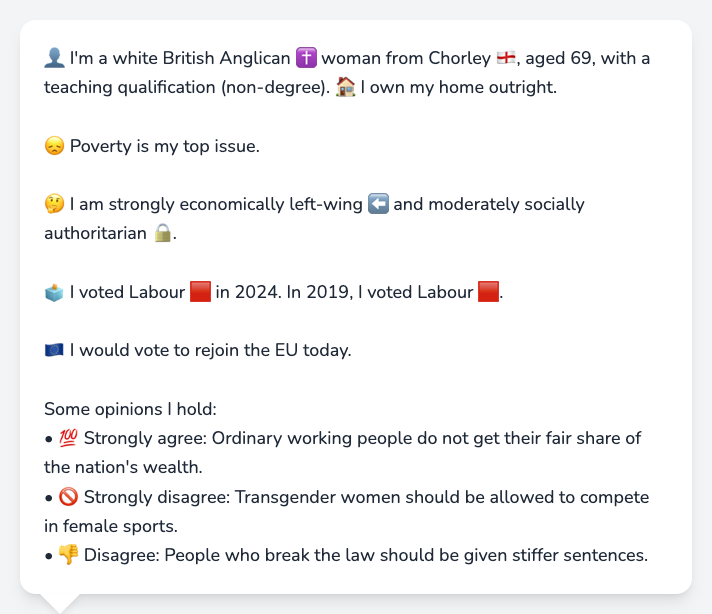 👤 I'm a white British Anglican ✝️ woman from Chorley 🏴󠁧󠁢󠁥󠁮󠁧󠁿, aged 69, with a
teaching qualification (non-degree). 🏠 I own my home outright.
😞 Poverty is my top issue.
🤔 I am strongly economically left-wing ⬅️ and moderately socially
authoritarian 🔒.
🗳️ I voted Labour 🟥 in 2024. In 2019, I voted Labour 🟥.
🇪🇺 I would vote to rejoin the EU today.
Some opinions I hold:
• 💯 Strongly agree: Ordinary working people do not get their fair share of
the nation's wealth.
• 🚫 Strongly disagree: Transgender women should be allowed to compete
in female sports.
• 👎 Disagree: People who break the law should be given stiffer sentences.